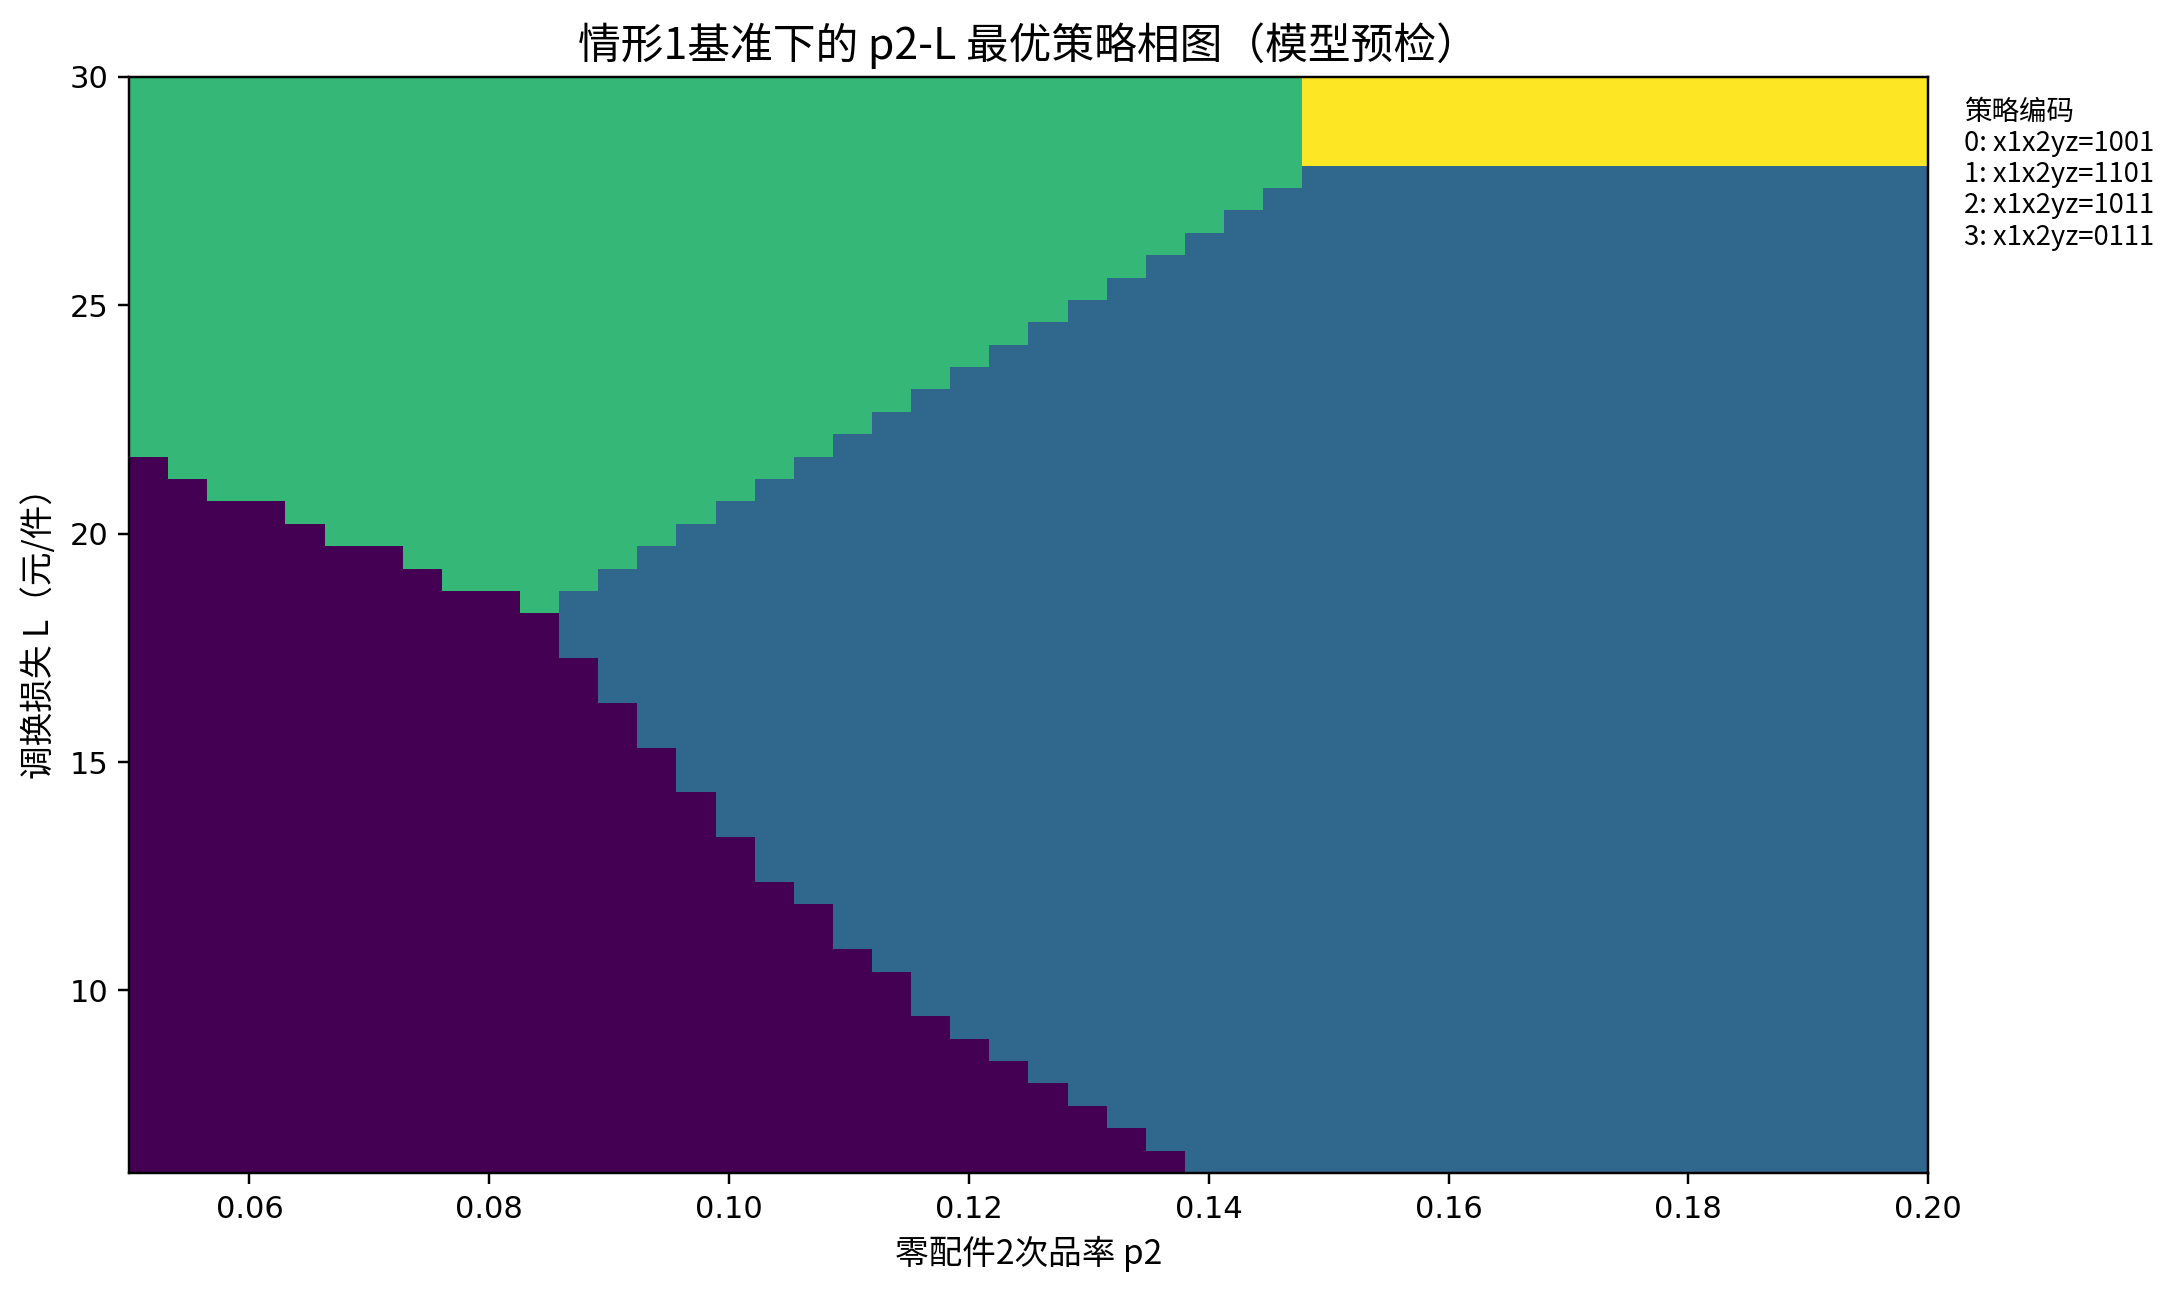 情形1基准下的 p2-L 最优策略相图（模型预检）
策略编码
0: x1x2yz=1001
1: x1x2yz=1101
2: x1x2yz=1011
3: x1x2yz=0111
调换损失 L（元/件）
30
25
20
15
10
0.06 0.08 0.10 0.12 0.14 0.16 0.18 0.20
零配件2次品率 p2